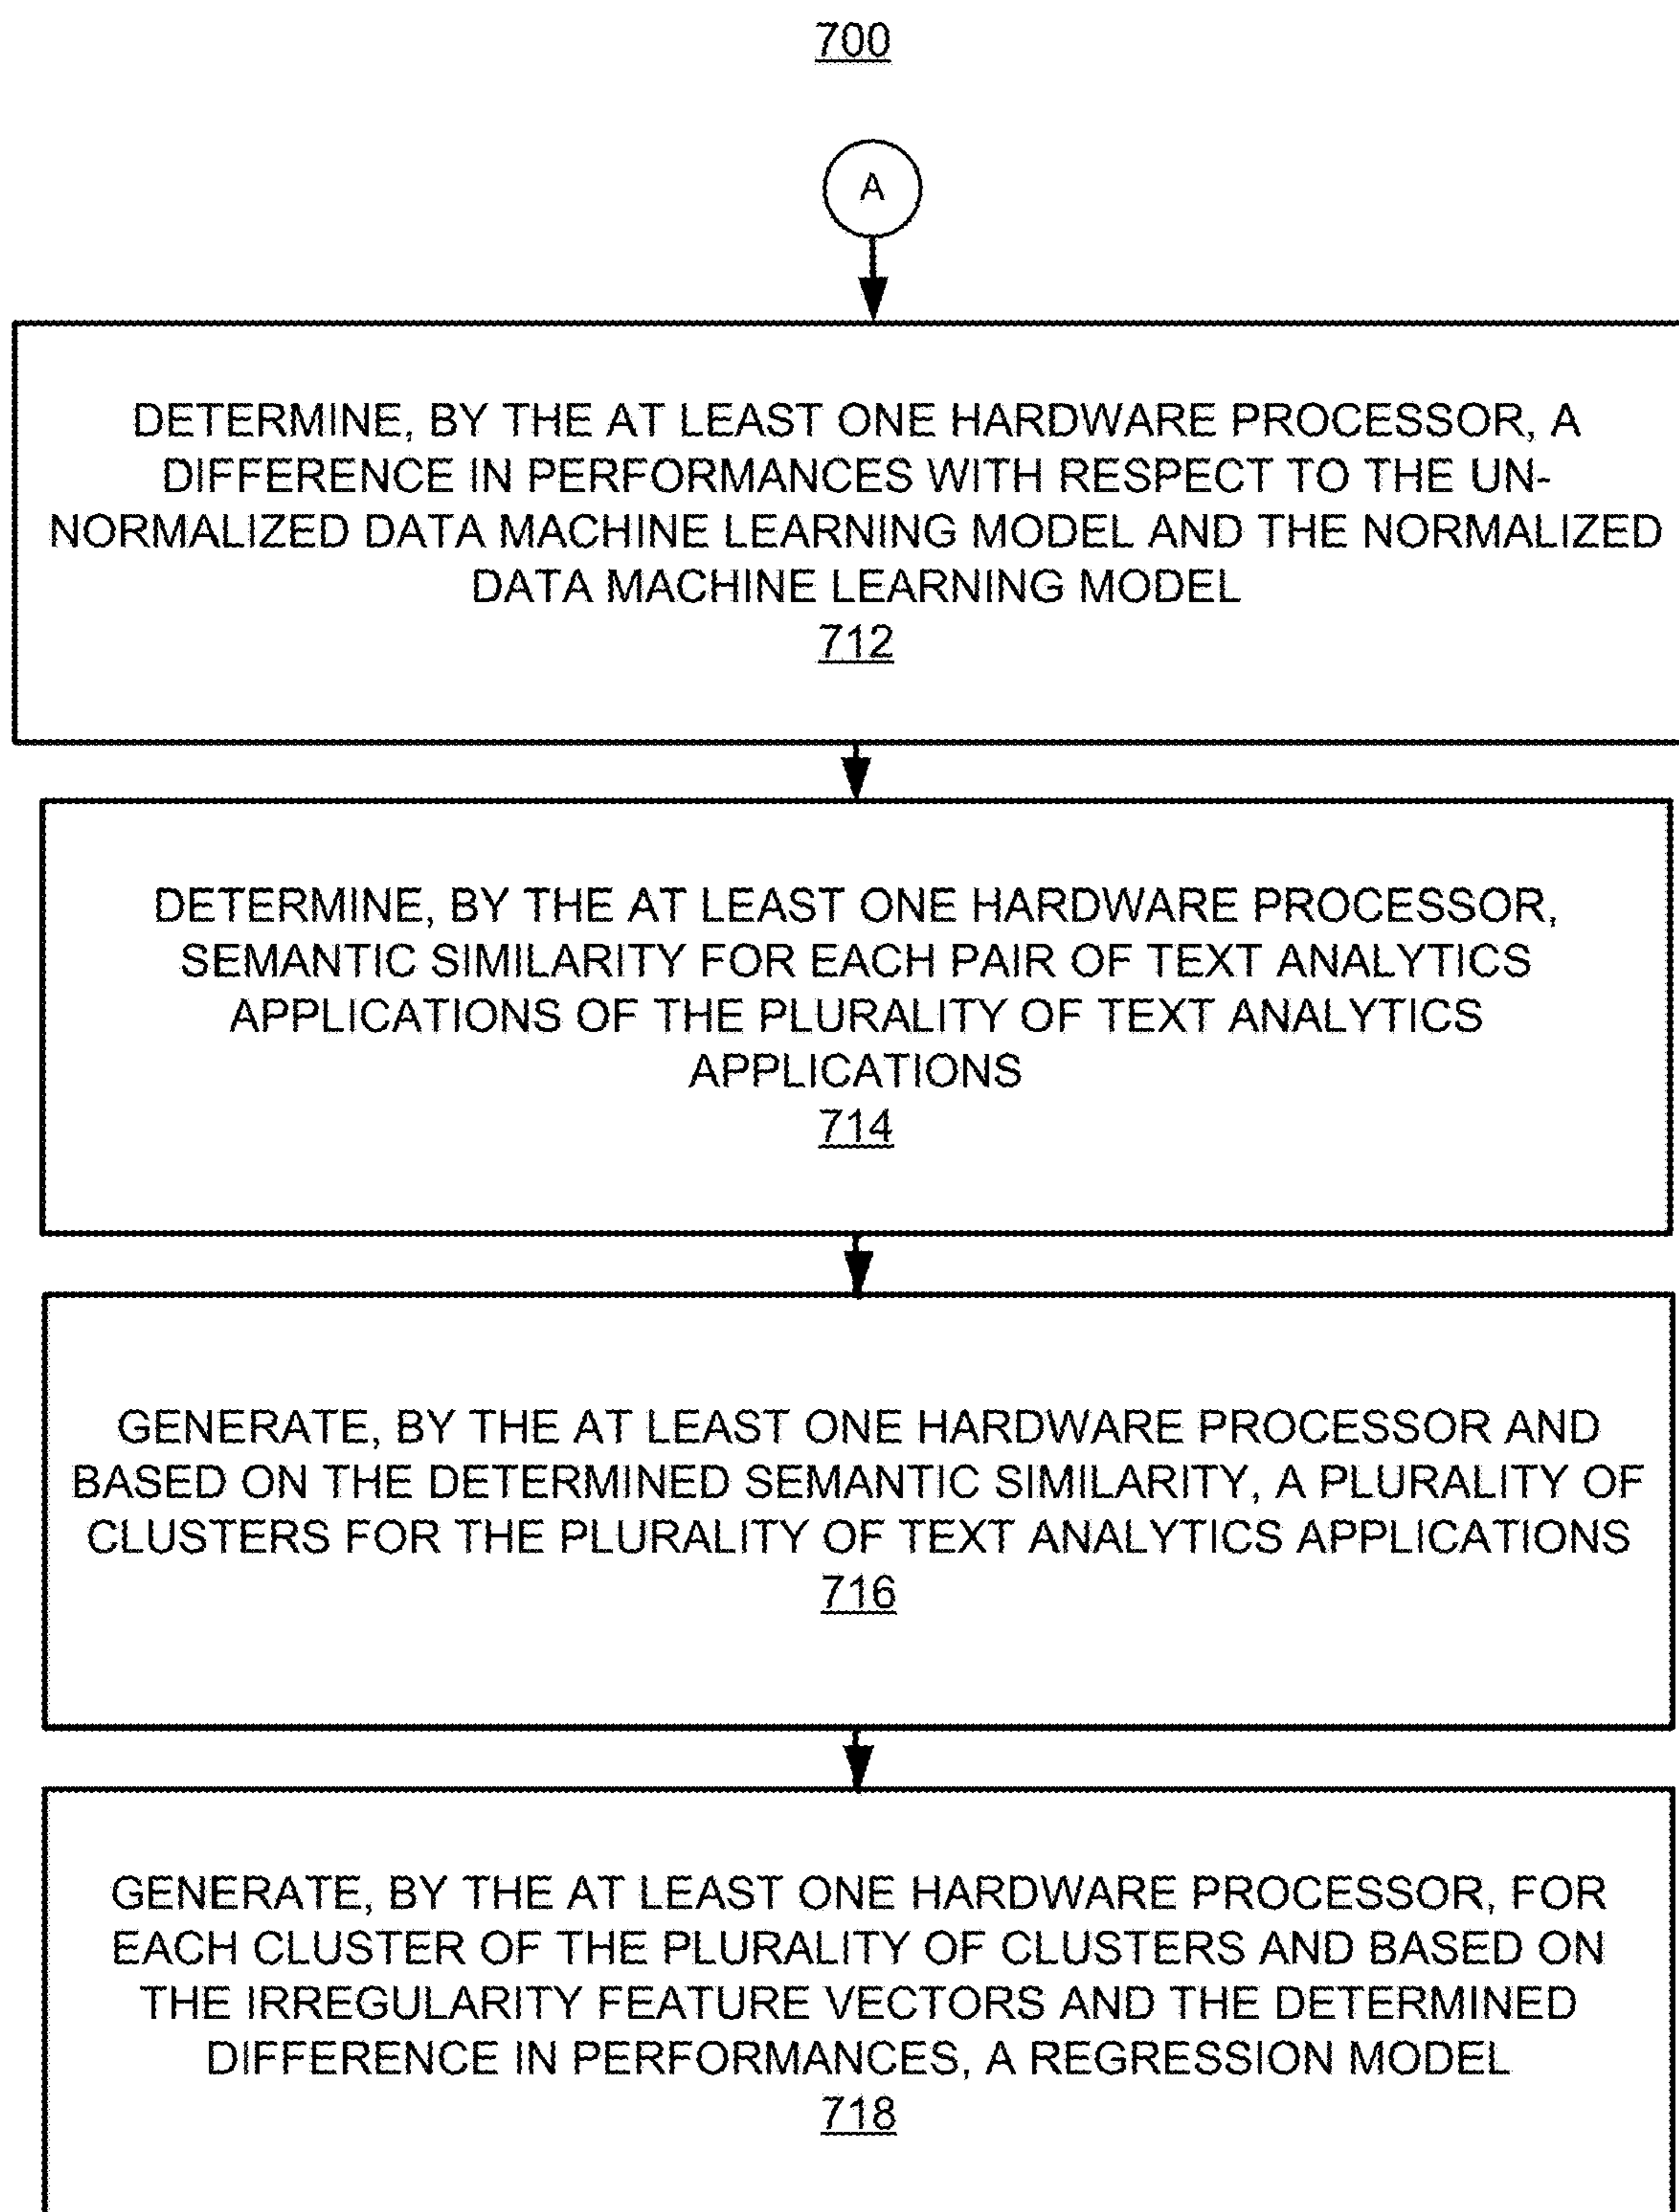 700
A
DETERMINE, BY THE AT LEAST ONE HARDWARE PROCESSOR, A
DIFFERENCE IN PERFORMANCES WITH RESPECT TO THE UN-
NORMALIZED DATA MACHINE LEARNING MODEL AND THE NORMALIZED
DATA MACHINE LEARNING MODEL
712
DETERMINE, BY THE AT LEAST ONE HARDWARE PROCESSOR,
SEMANTIC SIMILARITY FOR EACH PAIR OF TEXT ANALYTICS
APPLICATIONS OF THE PLURALITY OF TEXT ANALYTICS
APPLICATIONS
714
GENERATE, BY THE AT LEAST ONE HARDWARE PROCESSOR AND
BASED ON THE DETERMINED SEMANTIC SIMILARITY, A PLURALITY OF
CLUSTERS FOR THE PLURALITY OF TEXT ANALYTICS APPLICATIONS
716
GENERATE, BY THE AT LEAST ONE HARDWARE PROCESSOR, FOR
EACH CLUSTER OF THE PLURALITY OF CLUSTERS AND BASED ON
THE IRREGULARITY FEATURE VECTORS AND THE DETERMINED
DIFFERENCE IN PERFORMANCES, A REGRESSION MODEL
718